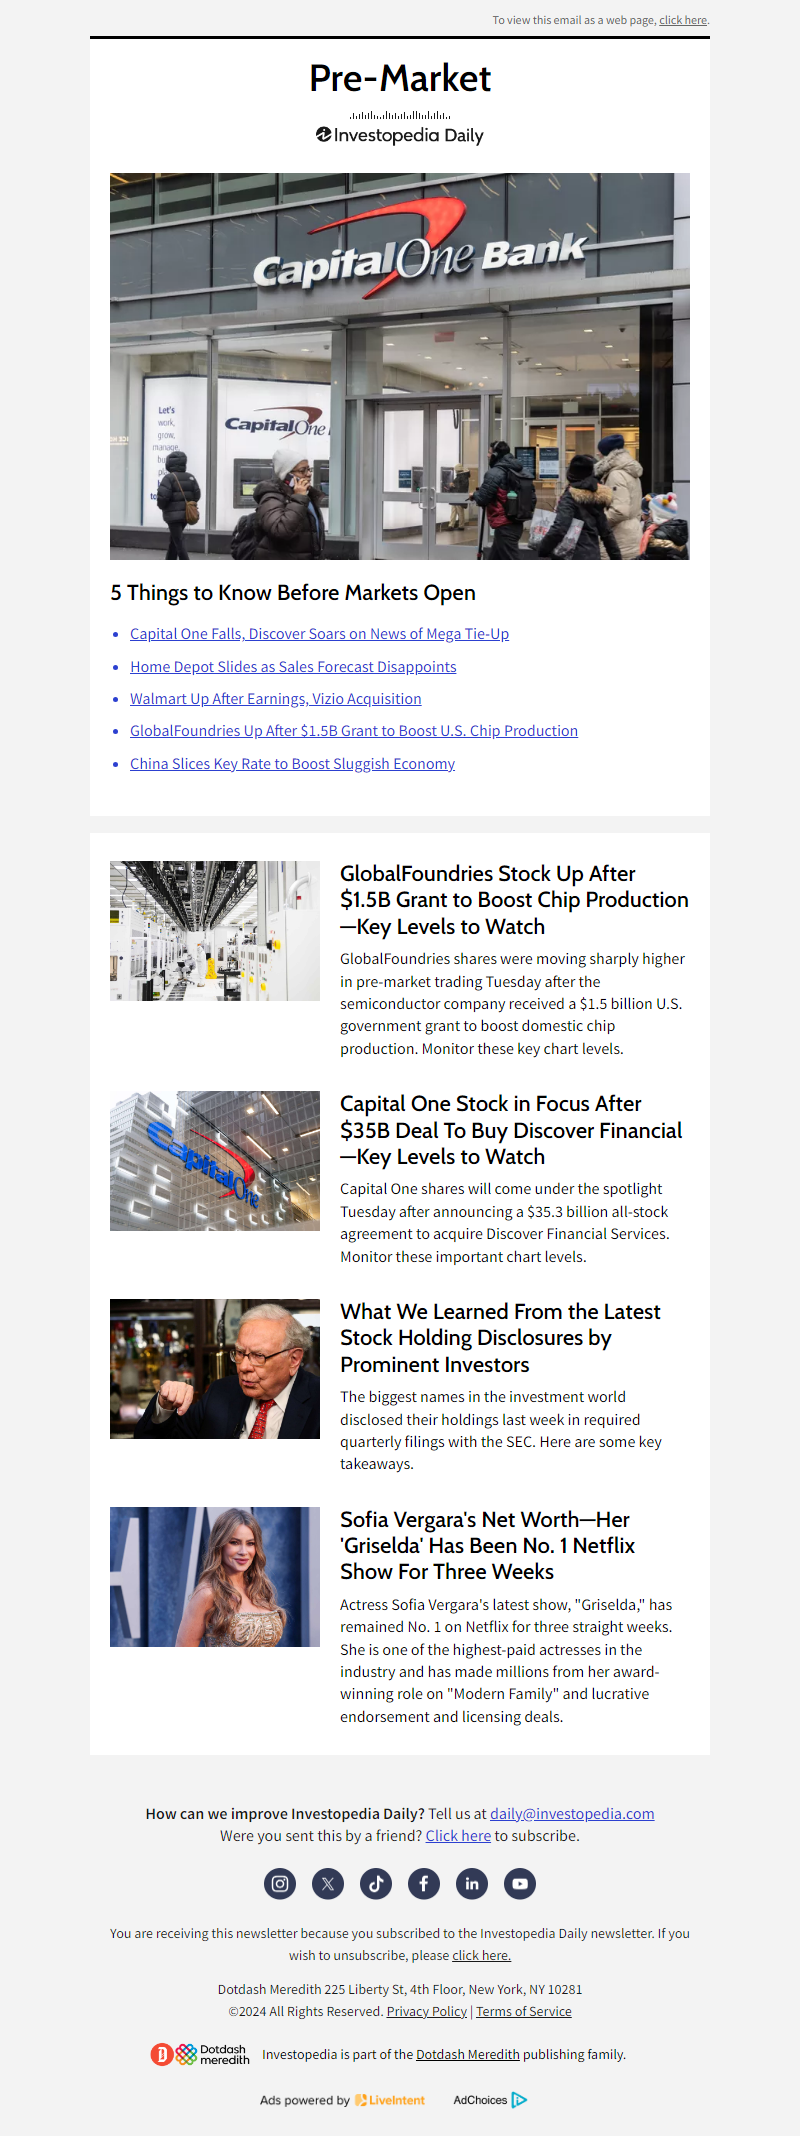 To view this email as a web page, click here.
Pre-Market
Investopedia Daily
CapitalOne Bank
Let's
work,
grow,
manage,
CapitalOne
5 Things to Know Before Markets Open
• Capital One Falls, Discover Soars on News of Mega Tie-Up
• Home Depot Slides as Sales Forecast Disappoints
• Walmart Up After Earnings, Vizio Acquisition
• GlobalFoundries Up After $1.5B Grant to Boost U.S. Chip Production
• China Slices Key Rate to Boost Sluggish Economy
GlobalFoundries Stock Up After
$1.5B Grant to Boost Chip Production
—Key Levels to Watch
GlobalFoundries shares were moving sharply higher
in pre-market trading Tuesday after the
semiconductor company received a $1.5 billion U.S.
government grant to boost domestic chip
production. Monitor these key chart levels.
CapitalOne
Capital One Stock in Focus After
$35B Deal To Buy Discover Financial
—Key Levels to Watch
Capital One shares will come under the spotlight
Tuesday after announcing a $35.3 billion all-stock
agreement to acquire Discover Financial Services.
Monitor these important chart levels.
What We Learned From the Latest
Stock Holding Disclosures by
Prominent Investors
The biggest names in the investment world
disclosed their holdings last week in required
quarterly filings with the SEC. Here are some key
takeaways.
Sofia Vergara's Net Worth—Her
'Griselda' Has Been No. 1 Netflix
Show For Three Weeks
Actress Sofia Vergara's latest show, "Griselda," has
remained No. 1 on Netflix for three straight weeks.
She is one of the highest-paid actresses in the
industry and has made millions from her award-
winning role on "Modern Family" and lucrative
endorsement and licensing deals.
How can we improve Investopedia Daily? Tell us at daily@investopedia.com
Were you sent this by a friend? Click here to subscribe.
You are receiving this newsletter because you subscribed to the Investopedia Daily newsletter. If you
wish to unsubscribe, please click here.
Dotdash Meredith 225 Liberty St, 4th Floor, New York, NY 10281
©2024 All Rights Reserved. Privacy Policy | Terms of Service
Dotdash
meredith
Investopedia is part of the Dotdash Meredith publishing family.
Ads powered by LiveIntent
AdChoices